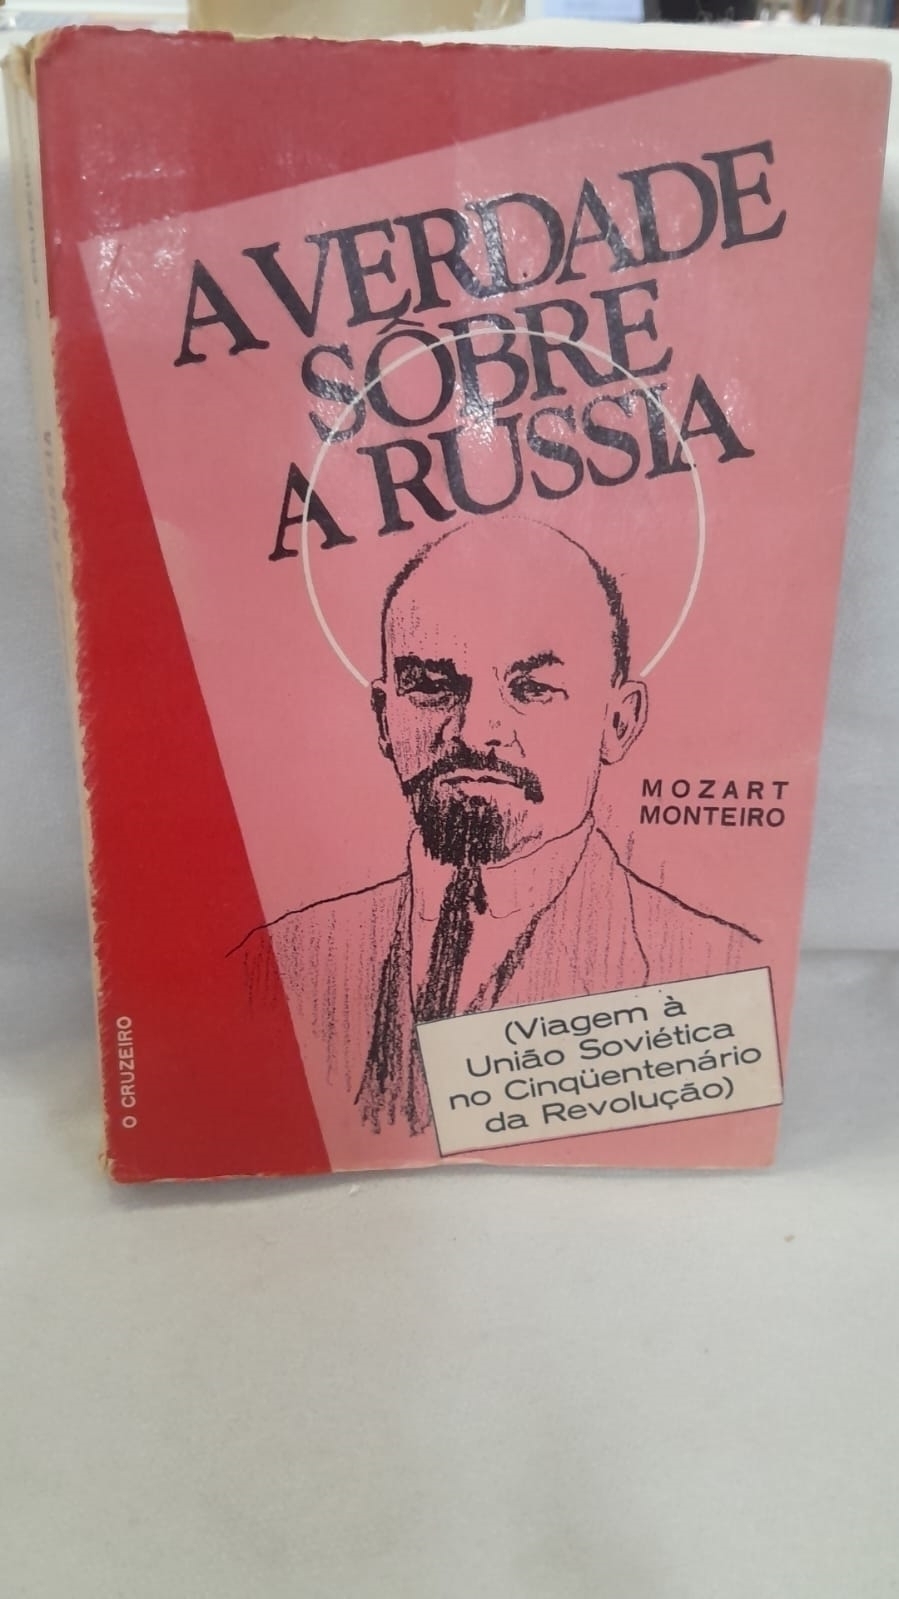 A VERDADE
SÔBRE
A RUSSIA
MOZART
MONTEIRO
(Viagem à
União Soviética
no Cinqüentenário
da Revolução)
O CRUZEIRO